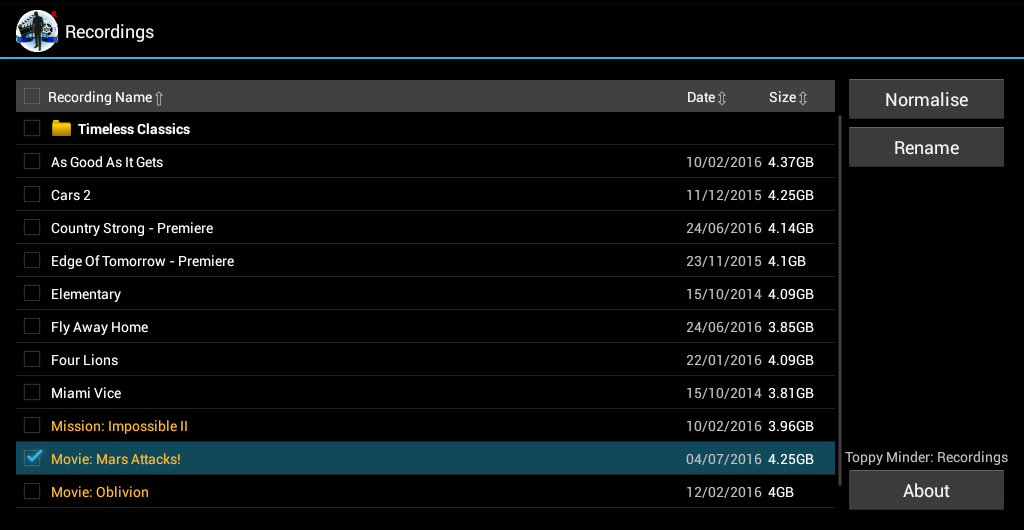 Recordings
Recording Name⇧ Date⇳ Size⇳
Timeless Classics
As Good As It Gets 10/02/2016 4.37GB
Cars 2 11/12/2015 4.25GB
Country Strong - Premiere 24/06/2016 4.14GB
Edge Of Tomorrow - Premiere 23/11/2015 4.1GB
Elementary 15/10/2014 4.09GB
Fly Away Home 24/06/2016 3.85GB
Four Lions 22/01/2016 4.09GB
Miami Vice 15/10/2014 3.81GB
Mission: Impossible II 10/02/2016 3.96GB
Movie: Mars Attacks! 04/07/2016 4.25GB
Movie: Oblivion 12/02/2016 4GB
Normalise
Rename
Toppy Minder: Recordings
About